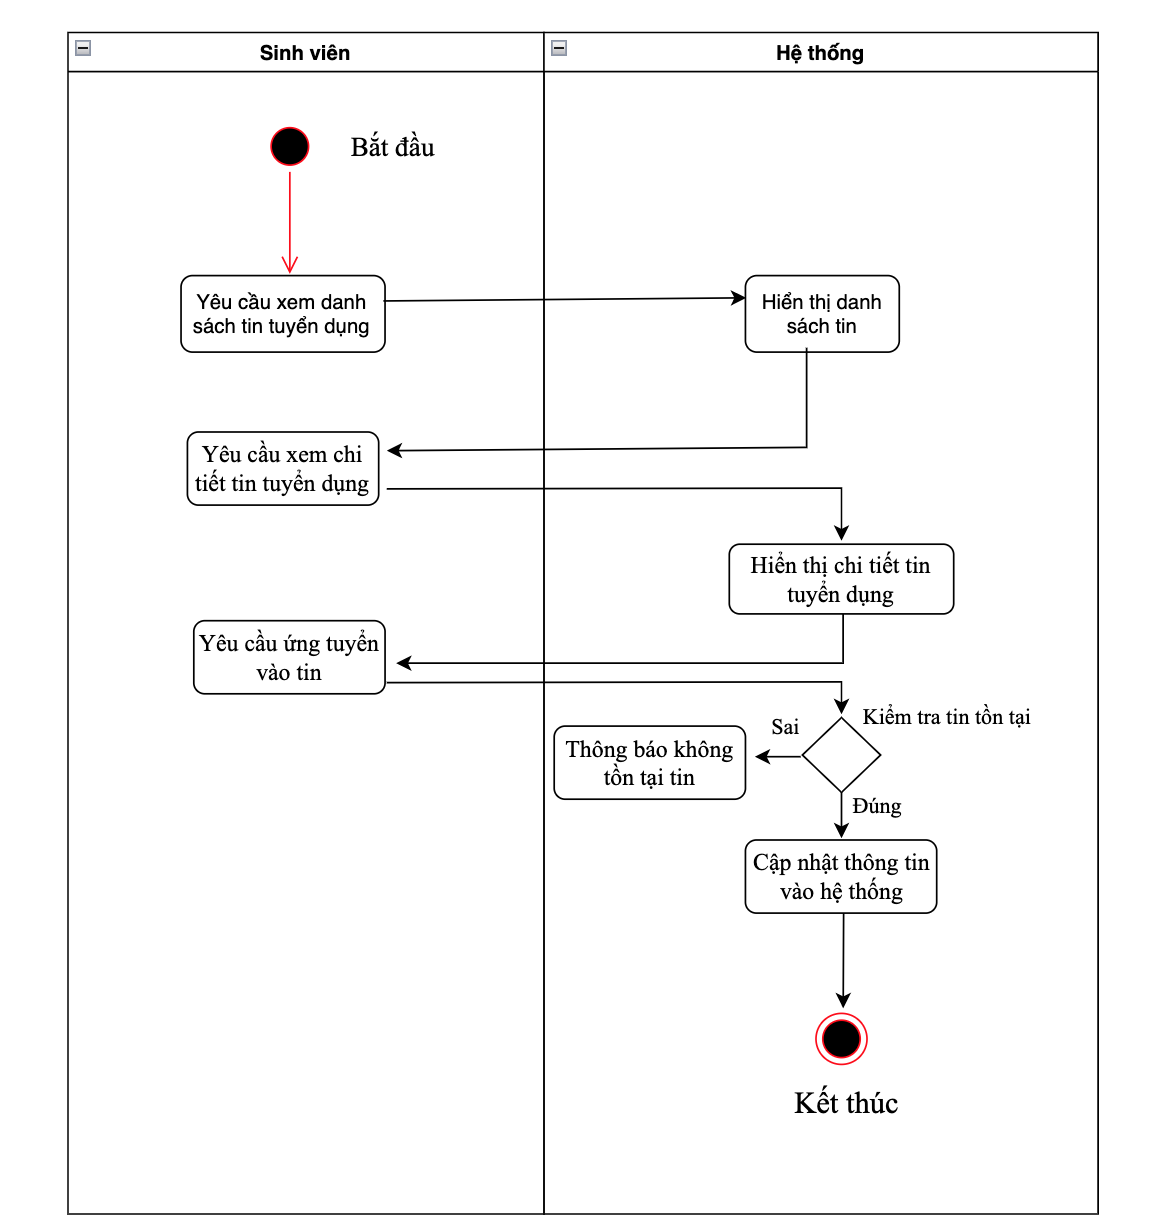 Sinh viên
Hệ thống
Bắt đầu
Yêu cầu xem danh
sách tin tuyển dụng
Hiển thị danh
sách tin
Yêu cầu xem chi
tiết tin tuyển dụng
Hiển thị chi tiết tin
tuyển dụng
Yêu cầu ứng tuyển
vào tin
Kiểm tra tin tồn tại
Sai
Thông báo không
tồn tại tin
Đúng
Cập nhật thông tin
vào hệ thống
Kết thúc